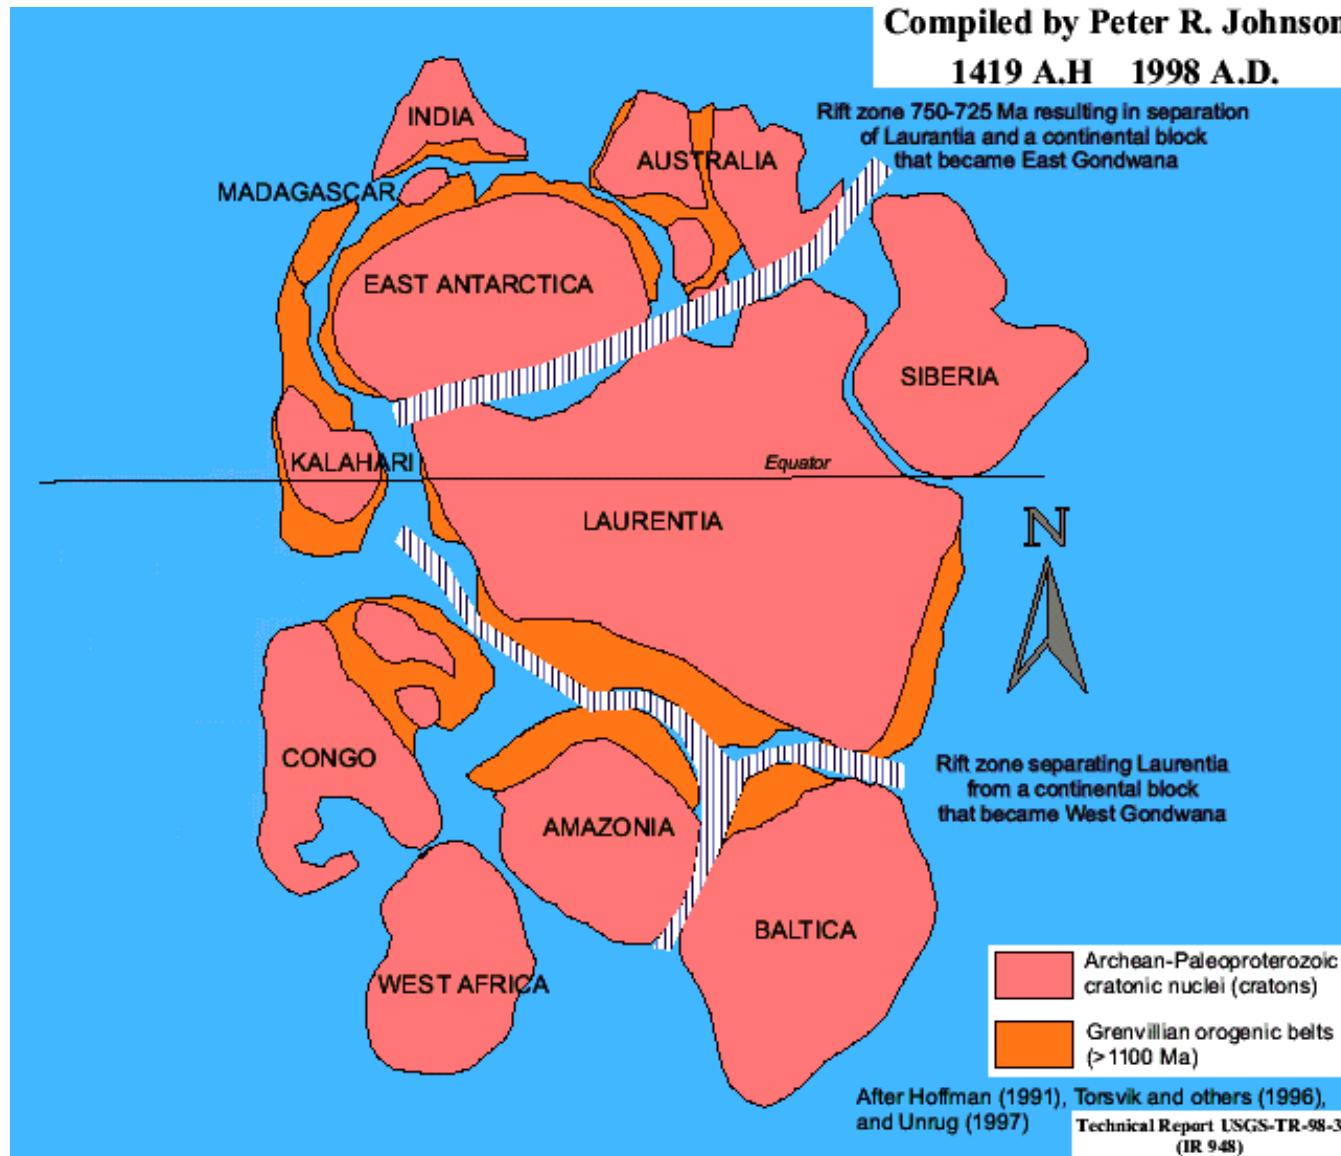 Compiled by Peter R. Johnson
1419 A.H 1998 A.D.
Rift zone 750-725 Ma resulting in separation
of Laurantia and a continental block
that became East Gondwana
INDIA
AUSTRALIA
MADAGASCAR
EAST ANTARCTICA
SIBERIA
KALAHARI
Equator
LAURENTIA
N
CONGO
Rift zone separating Laurentia
from a continental block
that became West Gondwana
AMAZONIA
BALTICA
WEST AFRICA
Archean-Paleoproterozoic
cratonic nuclei (cratons)
Grenvillian orogenic belts
(>1100 Ma)
After Hoffman (1991), Torsvik and others (1996),
and Unrug (1997)
Technical Report USGS-TR-98-3
(IR 948)